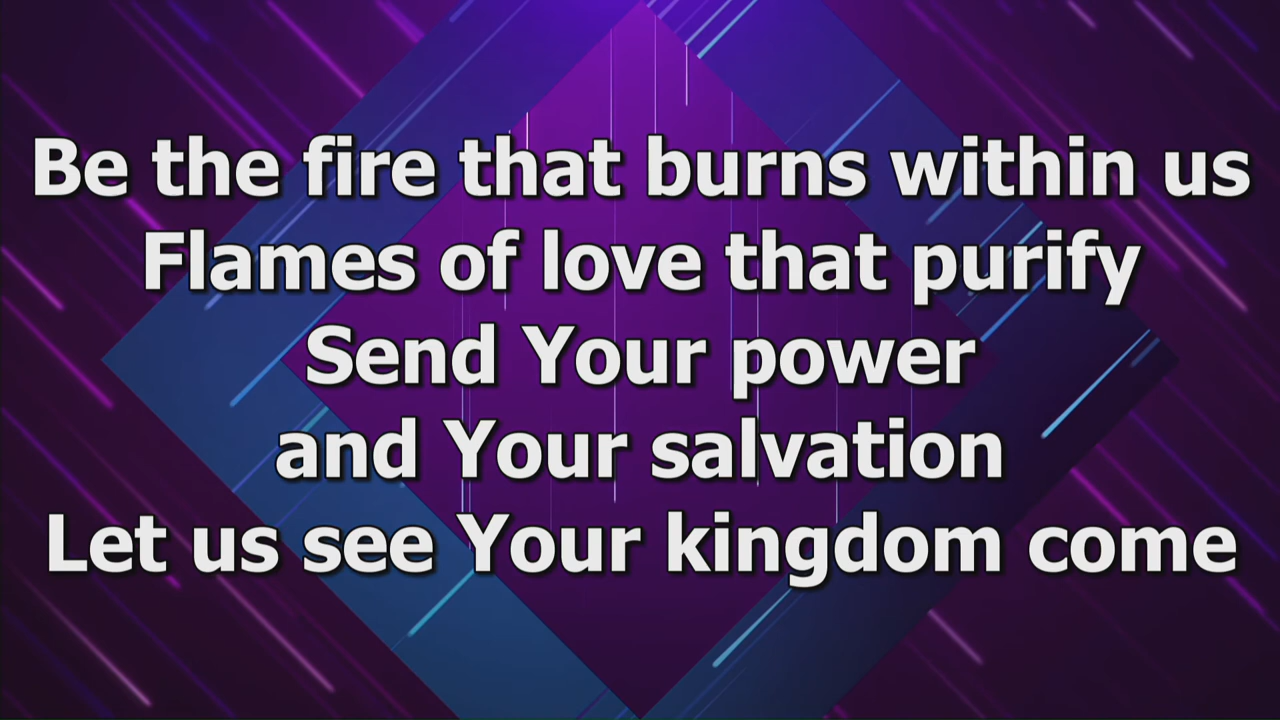 Be the fire that burns within us
Flames of love that purify
Send Your power
and Your salvation
Let us see Your kingdom come